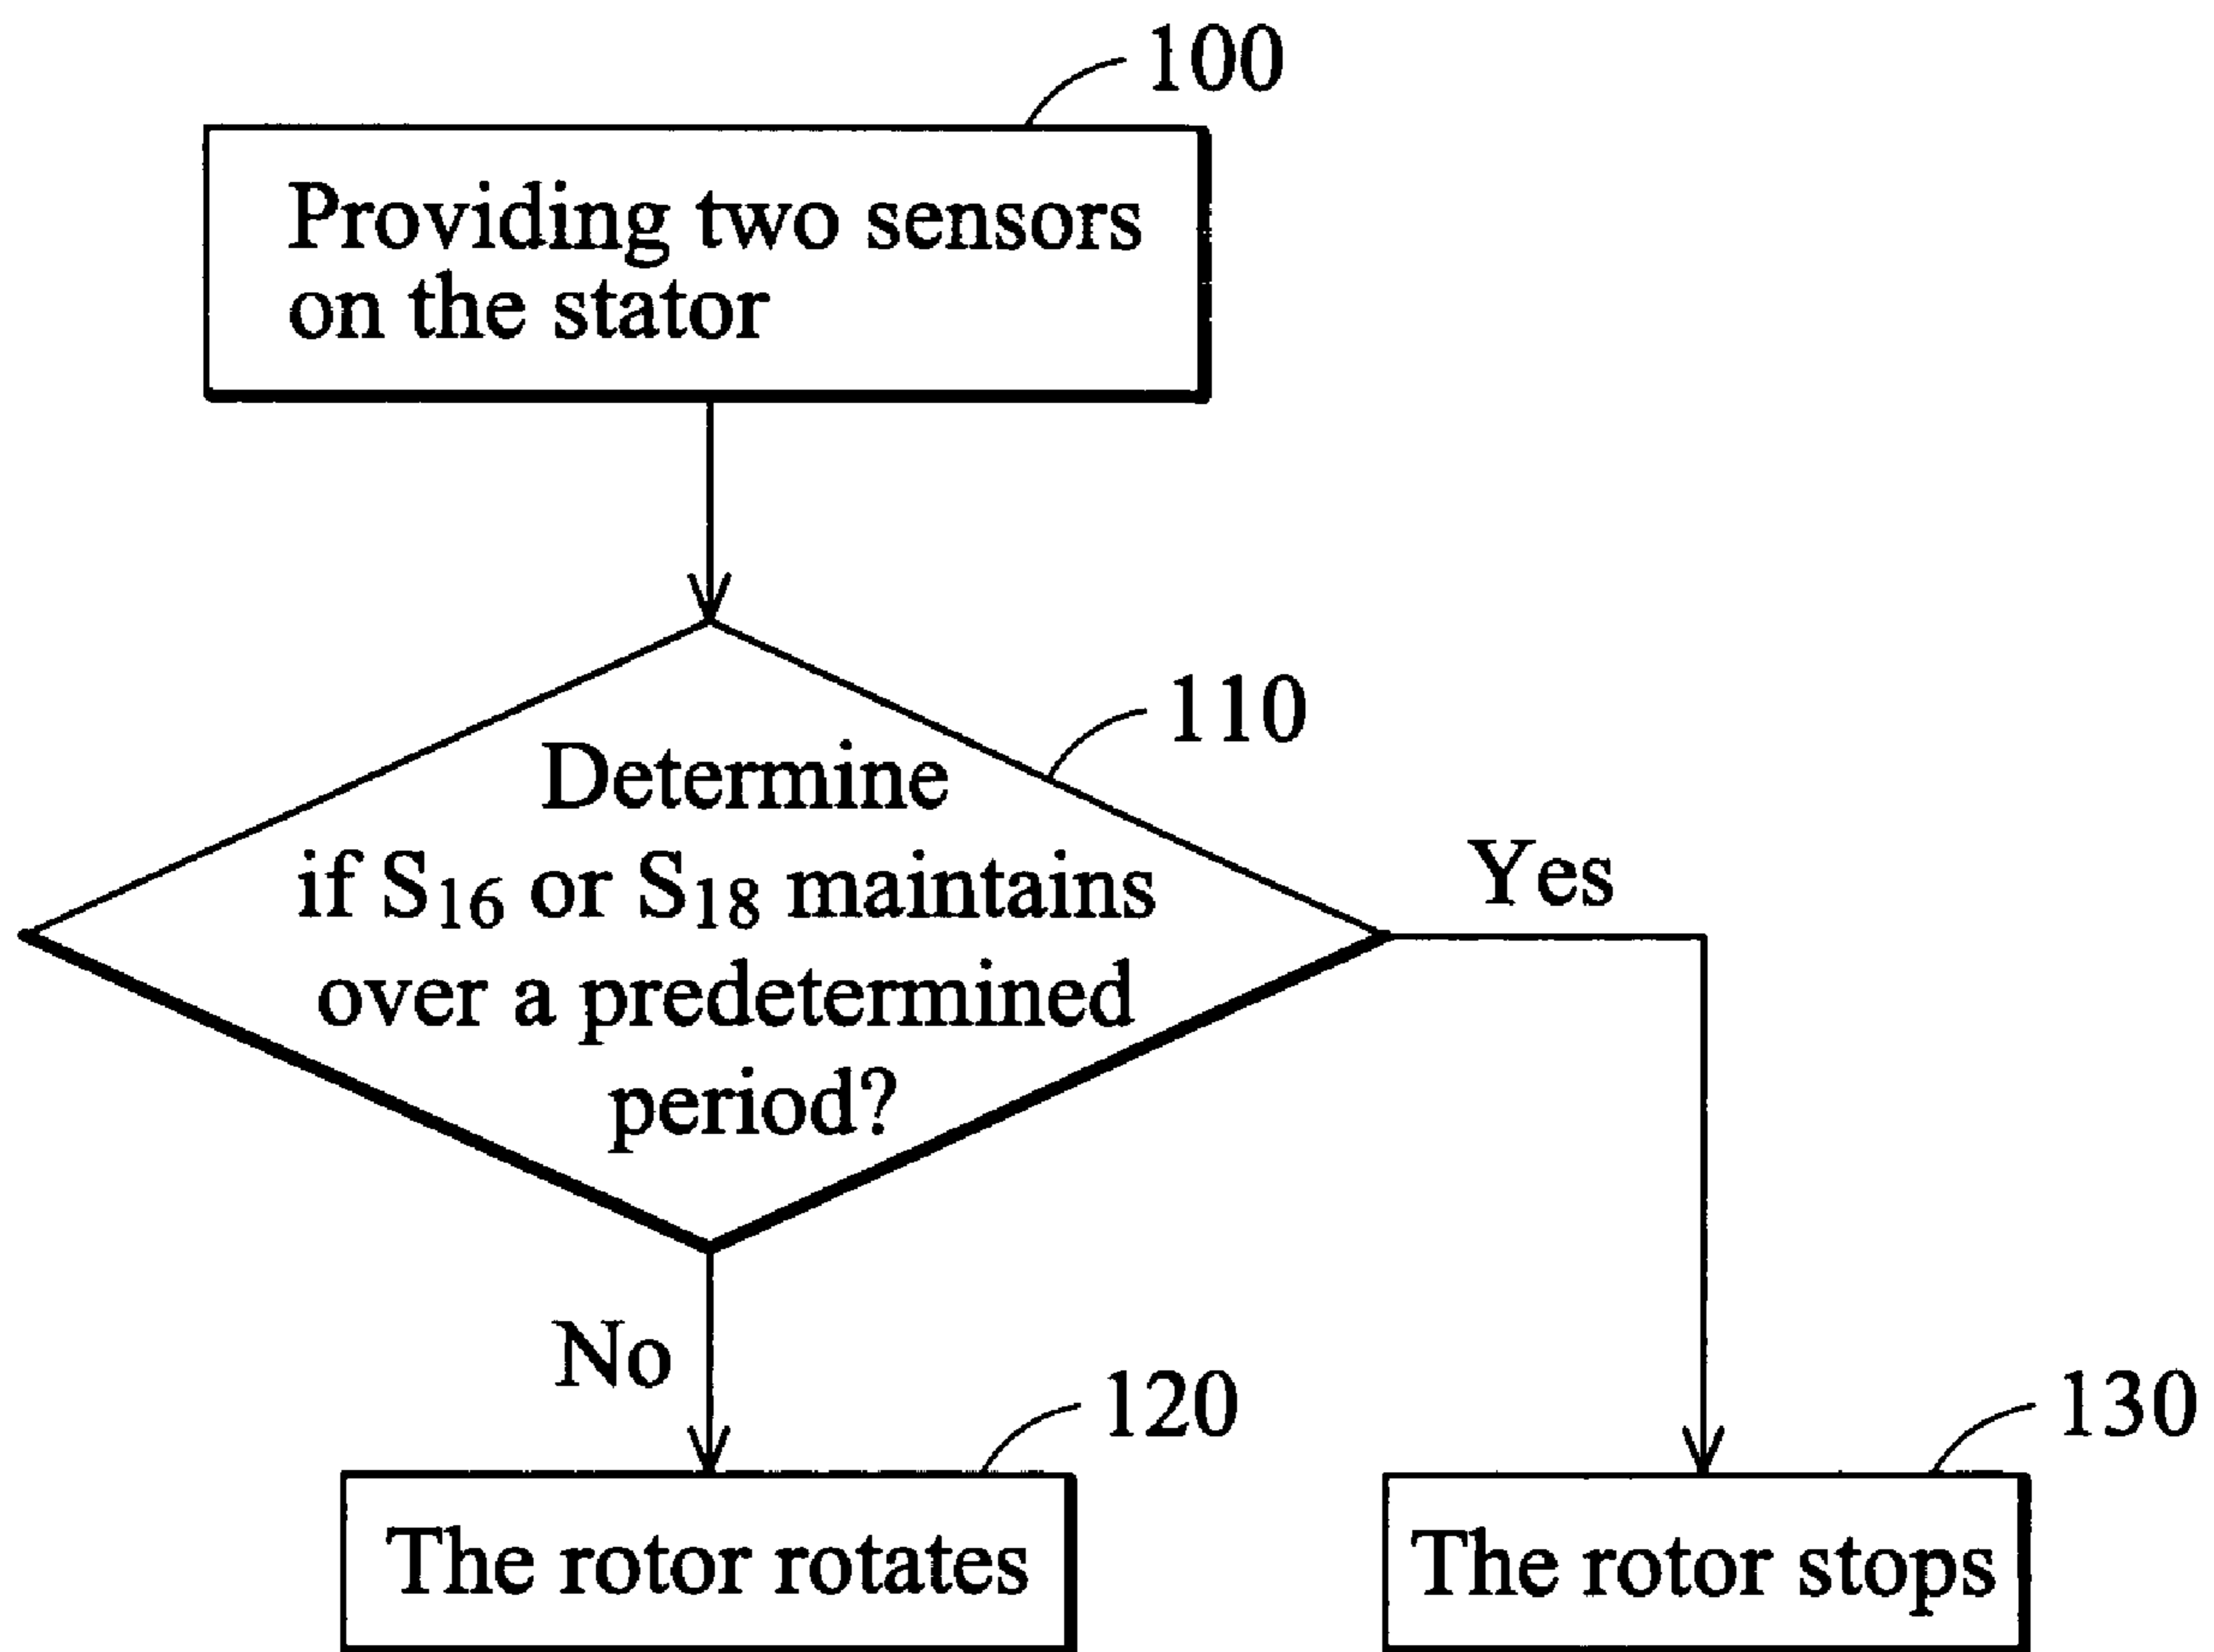 100
Providing two sensors
on the stator
110
Determine
if S16 or S18 maintains
over a predetermined
period?
Yes
No
120
130
The rotor rotates
The rotor stops